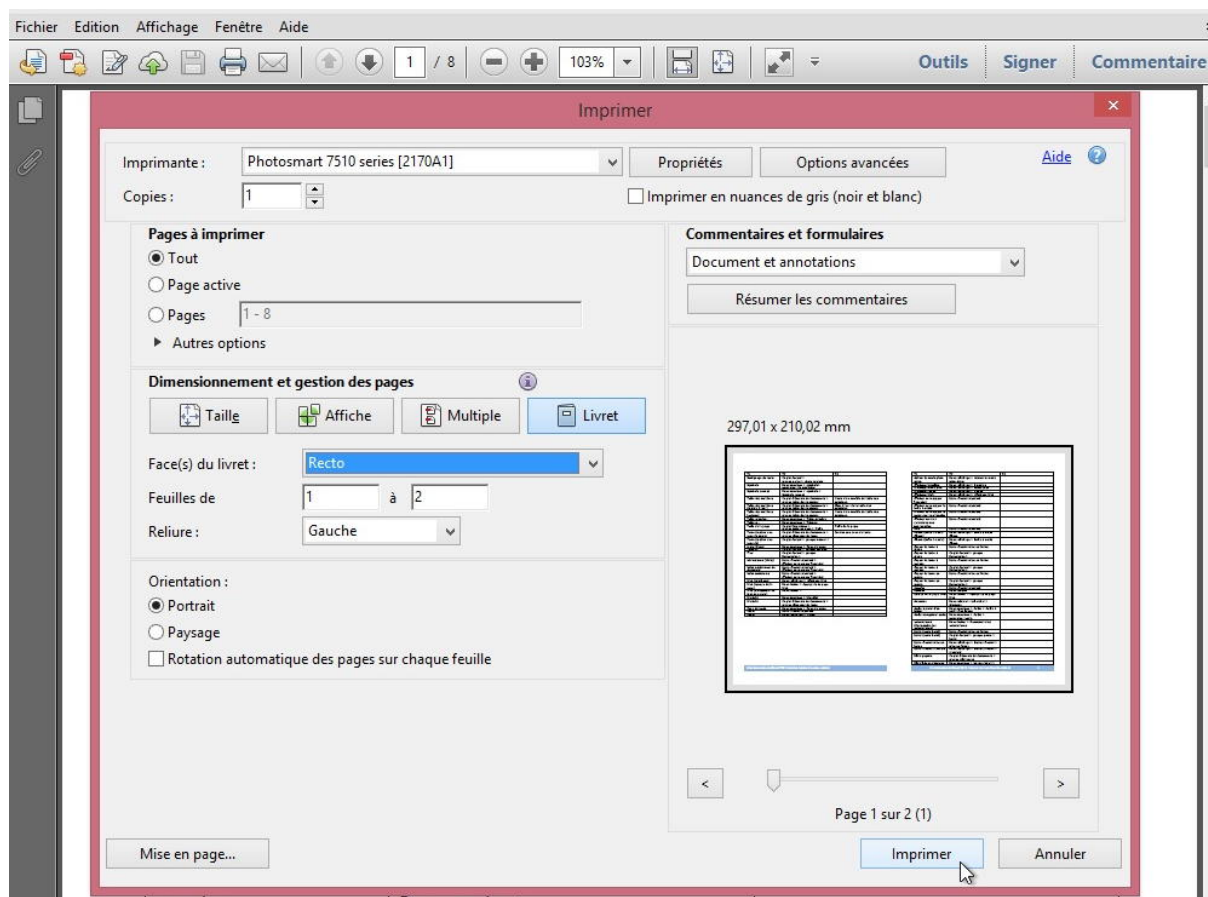 Fichier Edition Affichage Fenêtre Aide
1 / 8 103% Outils Signer Commentaire
Imprimer
Imprimante : Photosmart 7510 series [2170A1] Propriétés Options avancées Aide
Copies : 1 Imprimer en nuances de gris (noir et blanc)
Pages à imprimer
Tout
Page active
Pages 1 - 8
Autres options
Commentaires et formulaires
Document et annotations
Résumer les commentaires
Dimensionnement et gestion des pages
Taille Affiche Multiple Livret
Face(s) du livret : Recto
Feuilles de 1 à 2
Reliure : Gauche
Orientation :
Portrait
Paysage
Rotation automatique des pages sur chaque feuille
297,01 x 210,02 mm
< >
Page 1 sur 2 (1)
Mise en page... Imprimer Annuler